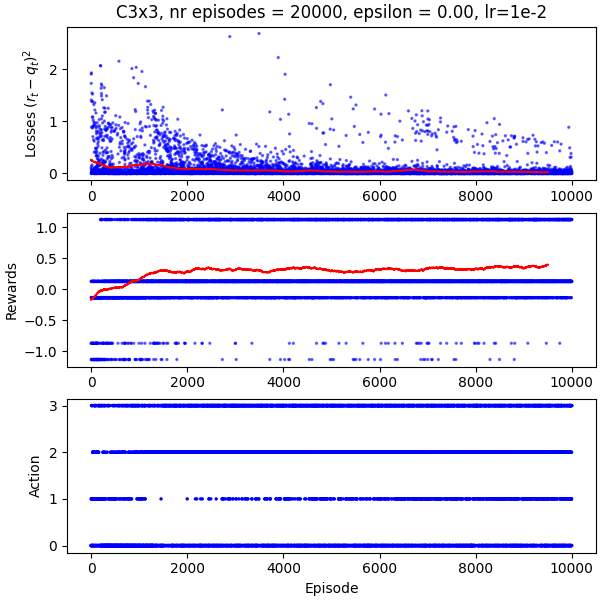 C3x3, nr episodes = 20000, epsilon = 0.00, lr=1e-2
Losses $(r_t - q_t)^2$
2
1
0
0 2000 4000 6000 8000 10000
Rewards
1.0
0.5
0.0
−0.5
−1.0
0 2000 4000 6000 8000 10000
Action
3
2
1
0
0 2000 4000 6000 8000 10000
Episode